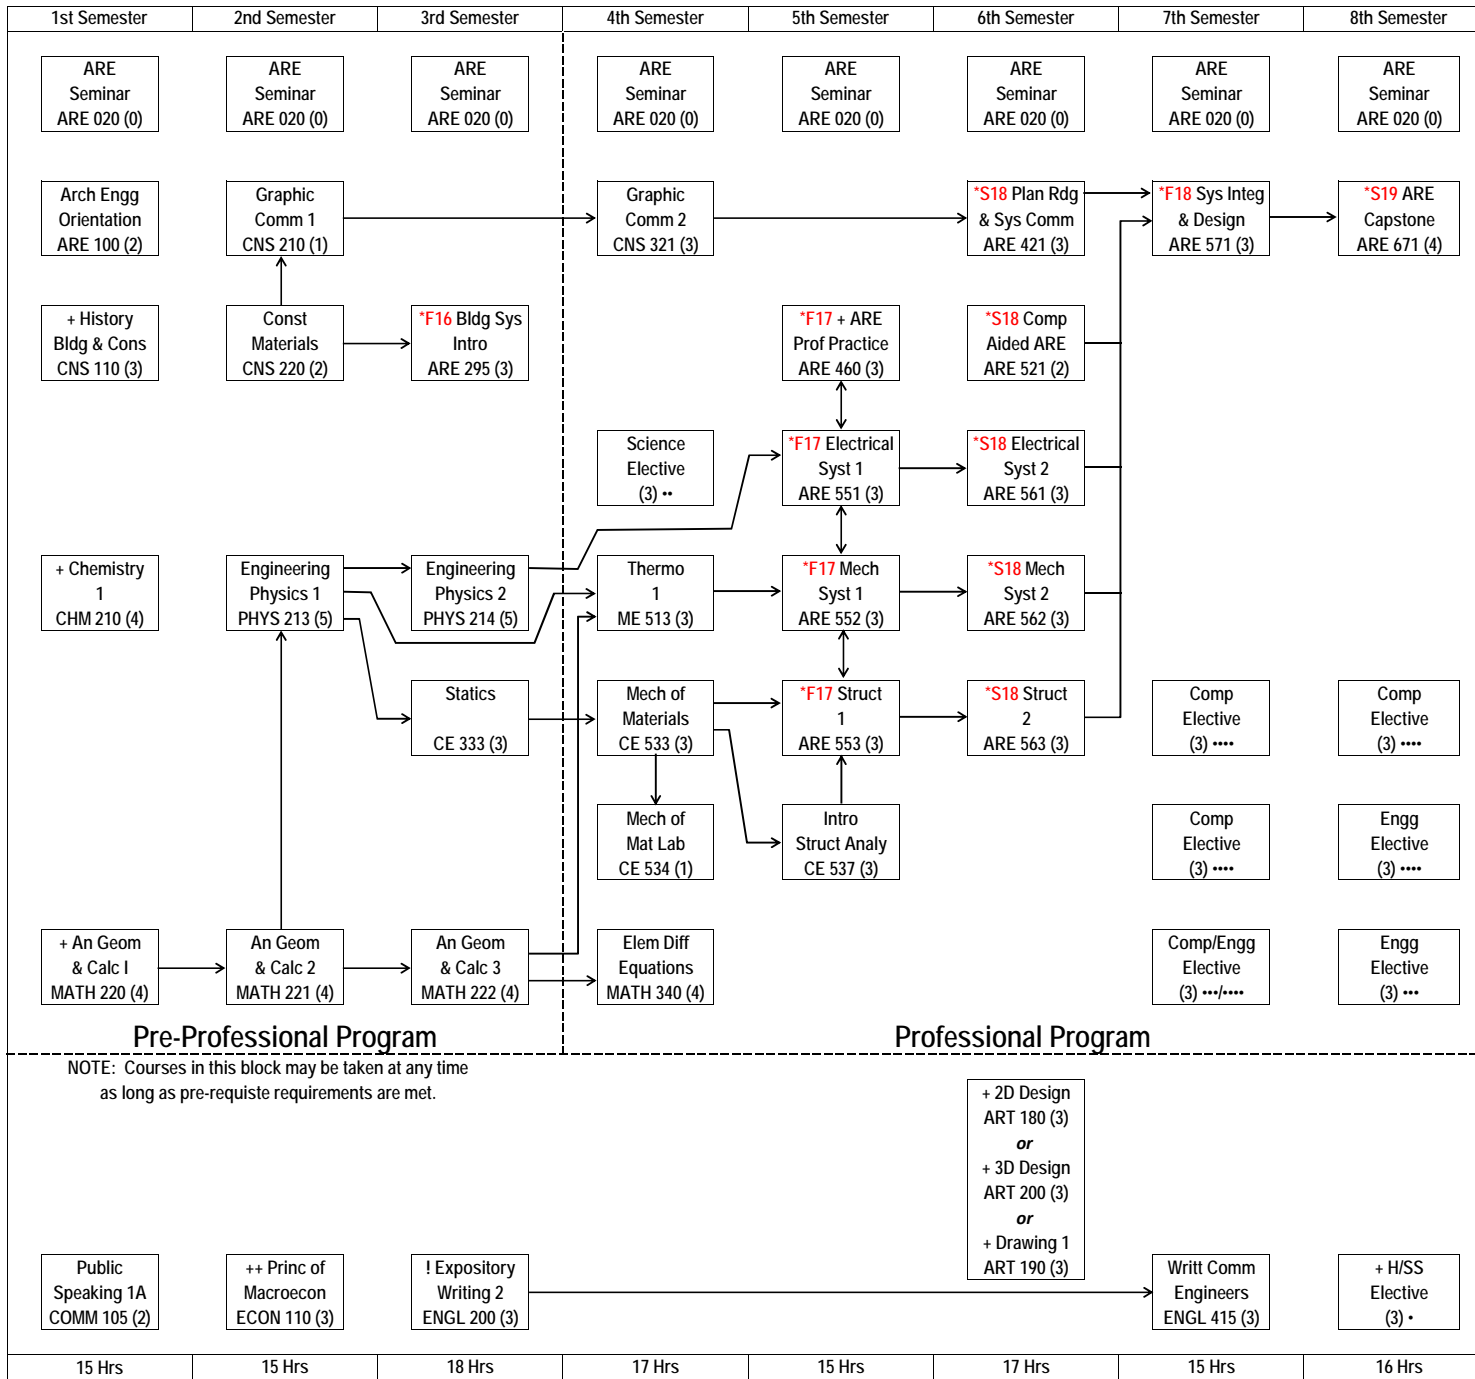 1st Semester
2nd Semester
3rd Semester
4th Semester
5th Semester
6th Semester
7th Semester
8th Semester
ARE
Seminar
ARE 020 (0)
ARE
Seminar
ARE 020 (0)
ARE
Seminar
ARE 020 (0)
ARE
Seminar
ARE 020 (0)
ARE
Seminar
ARE 020 (0)
ARE
Seminar
ARE 020 (0)
ARE
Seminar
ARE 020 (0)
ARE
Seminar
ARE 020 (0)
Arch Engg
Orientation
ARE 100 (2)
Graphic
Comm 1
CNS 210 (1)
Graphic
Comm 2
CNS 321 (3)
*S18 Plan Rdg
& Sys Comm
ARE 421 (3)
*F18 Sys Integ
& Design
ARE 571 (3)
*S19 ARE
Capstone
ARE 671 (4)
+ History
Bldg & Cons
CNS 110 (3)
Const
Materials
CNS 220 (2)
*F16 Bldg Sys
Intro
ARE 295 (3)
*F17 + ARE
Prof Practice
ARE 460 (3)
*S18 Comp
Aided ARE
ARE 521 (2)
Science
Elective
(3) ••
*F17 Electrical
Syst 1
ARE 551 (3)
*S18 Electrical
Syst 2
ARE 561 (3)
+ Chemistry
1
CHM 210 (4)
Engineering
Physics 1
PHYS 213 (5)
Engineering
Physics 2
PHYS 214 (5)
Thermo
1
ME 513 (3)
*F17 Mech
Syst 1
ARE 552 (3)
*S18 Mech
Syst 2
ARE 562 (3)
Statics
CE 333 (3)
Mech of
Materials
CE 533 (3)
*F17 Struct
1
ARE 553 (3)
*S18 Struct
2
ARE 563 (3)
Comp
Elective
(3) ••••
Comp
Elective
(3) ••••
Mech of
Mat Lab
CE 534 (1)
Intro
Struct Analy
CE 537 (3)
Comp
Elective
(3) ••••
Engg
Elective
(3) ••••
+ An Geom
& Calc I
MATH 220 (4)
An Geom
& Calc 2
MATH 221 (4)
An Geom
& Calc 3
MATH 222 (4)
Elem Diff
Equations
MATH 340 (4)
Comp/Engg
Elective
(3) •••/••••
Engg
Elective
(3) •••
Pre-Professional Program
Professional Program
NOTE: Courses in this block may be taken at any time
as long as pre-requiste requirements are met.
+ 2D Design
ART 180 (3)
or
+ 3D Design
ART 200 (3)
or
+ Drawing 1
ART 190 (3)
Public
Speaking 1A
COMM 105 (2)
++ Princ of
Macroecon
ECON 110 (3)
! Expository
Writing 2
ENGL 200 (3)
Writt Comm
Engineers
ENGL 415 (3)
+ H/SS
Elective
(3) •
15 Hrs
15 Hrs
18 Hrs
17 Hrs
15 Hrs
17 Hrs
15 Hrs
16 Hrs